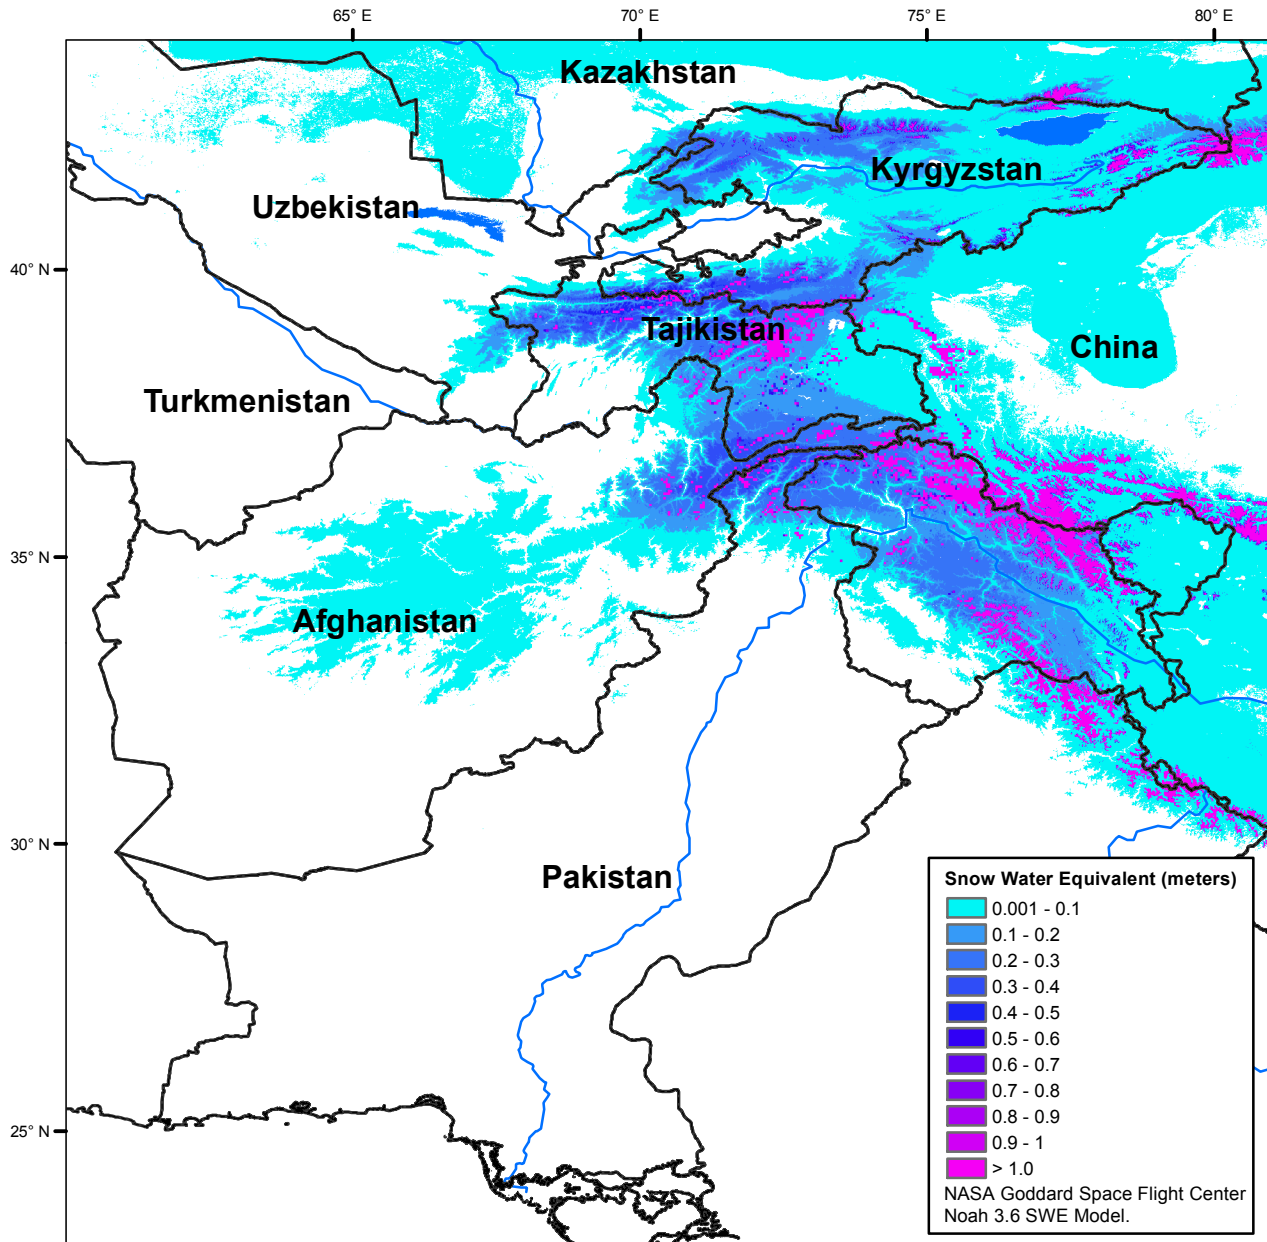 65° E
70° E
75° E
80° E
Kazakhstan
Kyrgyzstan
Uzbekistan
40° N
Tajikistan
China
Turkmenistan
35° N
Afghanistan
30° N
Pakistan
25° N
Snow Water Equivalent (meters)
0.001 - 0.1
0.1 - 0.2
0.2 - 0.3
0.3 - 0.4
0.4 - 0.5
0.5 - 0.6
0.6 - 0.7
0.7 - 0.8
0.8 - 0.9
0.9 - 1
> 1.0
NASA Goddard Space Flight Center
Noah 3.6 SWE Model.